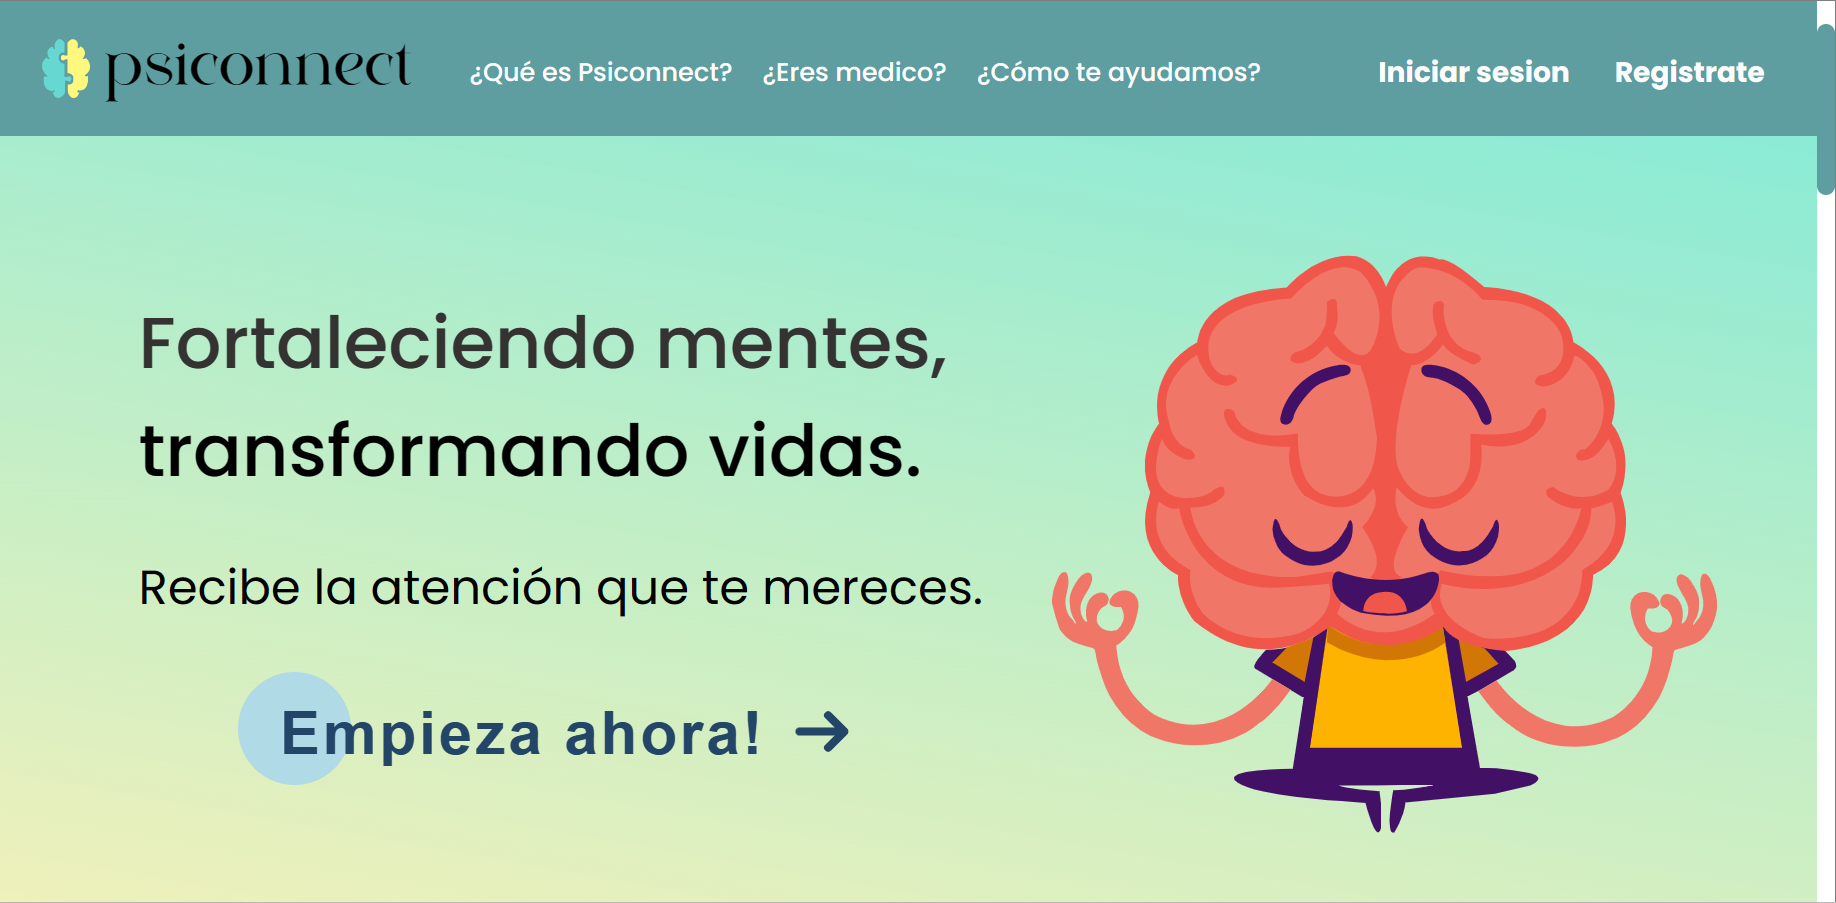 psiconnect
¿Qué es Psiconnect? ¿Eres medico? ¿Cómo te ayudamos? Iniciar sesion Registrate
Fortaleciendo mentes,
transformando vidas.
Recibe la atención que te mereces.
Empieza ahora! →